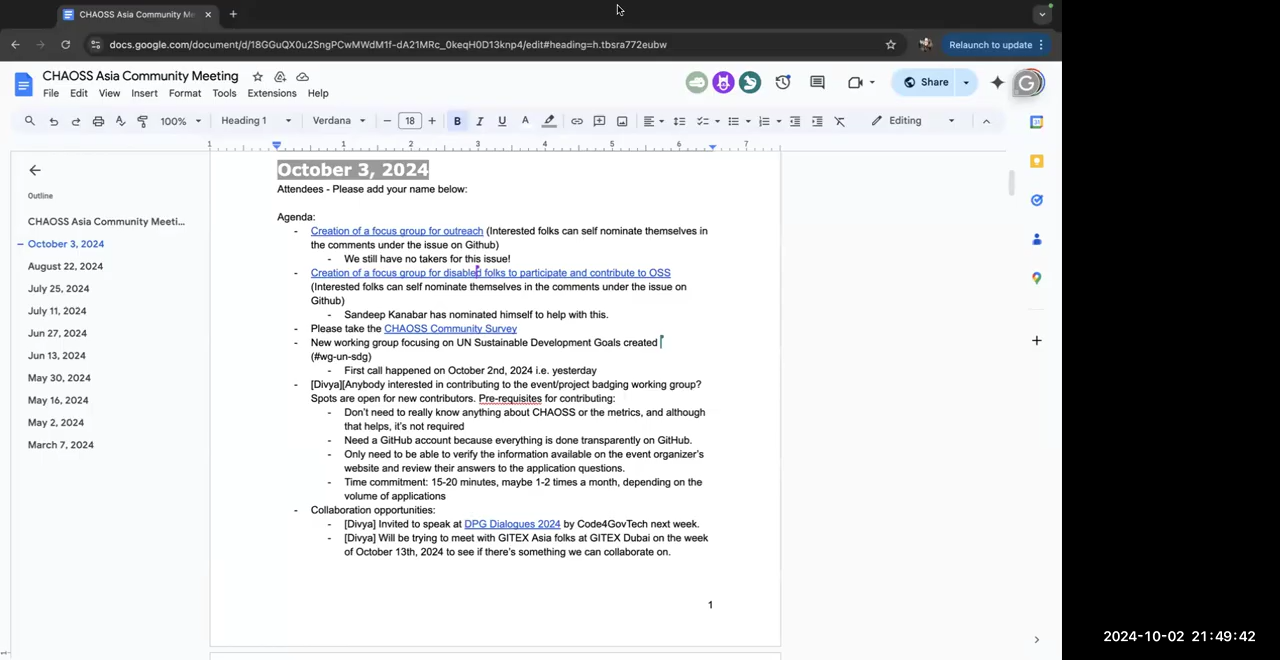 CHAOSS Asia Community Me
docs.google.com/document/d/18GGuQX0u2SngPCwMWdM1f-dA21MRc_0keqH0D13knp4/edit#heading=h.tbsra772eubw
Relaunch to update
CHAOSS Asia Community Meeting
Share
File Edit View Insert Format Tools Extensions Help
100% Heading 1 Verdana 18 B I U A Editing
1 1 2 3 4 5 6 7
Outline
CHAOSS Asia Community Meeti...
October 3, 2024
August 22, 2024
July 25, 2024
July 11, 2024
Jun 27, 2024
Jun 13, 2024
May 30, 2024
May 16, 2024
May 2, 2024
March 7, 2024
October 3, 2024
Attendees - Please add your name below:
Agenda:
- Creation of a focus group for outreach (Interested folks can self nominate themselves in
the comments under the issue on Github)
- We still have no takers for this issue!
- Creation of a focus group for disabled folks to participate and contribute to OSS
(Interested folks can self nominate themselves in the comments under the issue on
Github)
- Sandeep Kanabar has nominated himself to help with this.
- Please take the CHAOSS Community Survey
- New working group focusing on UN Sustainable Development Goals created
(#wg-un-sdg)
- First call happened on October 2nd, 2024 i.e. yesterday
- [Divya][Anybody interested in contributing to the event/project badging working group?
Spots are open for new contributors. Pre-requisites for contributing:
- Don't need to really know anything about CHAOSS or the metrics, and although
that helps, it's not required
- Need a GitHub account because everything is done transparently on GitHub.
- Only need to be able to verify the information available on the event organizer's
website and review their answers to the application questions.
- Time commitment: 15-20 minutes, maybe 1-2 times a month, depending on the
volume of applications
- Collaboration opportunities:
- [Divya] Invited to speak at DPG Dialogues 2024 by Code4GovTech next week.
- [Divya] Will be trying to meet with GITEX Asia folks at GITEX Dubai on the week
of October 13th, 2024 to see if there's something we can collaborate on.
1
2024-10-02 21:49:42